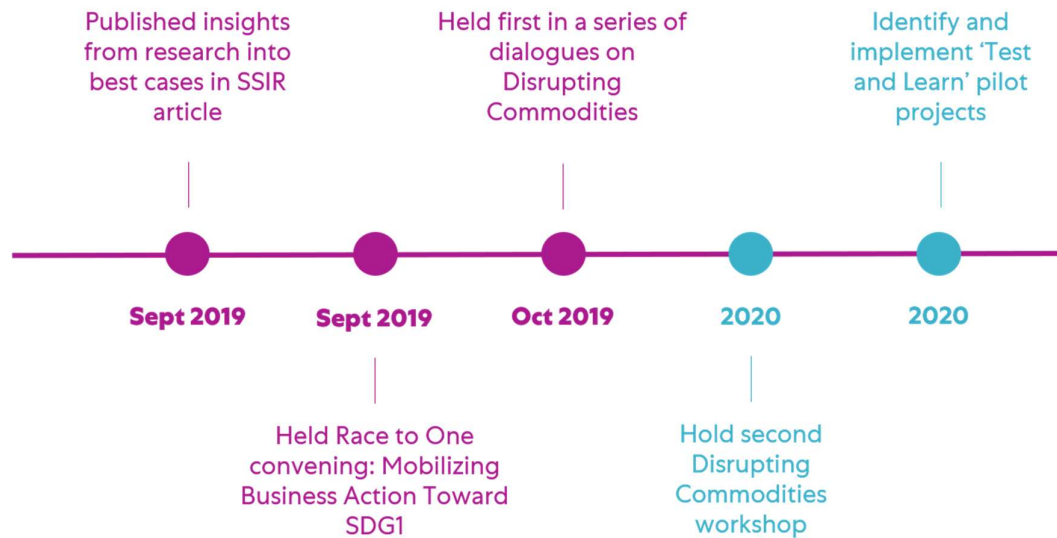 Published insights
from research into
best cases in SSIR
article
Held first in a series of
dialogues on
Disrupting
Commodities
Identify and
implement ‘Test
and Learn’ pilot
projects
Sept 2019
Sept 2019
Oct 2019
2020
2020
Held Race to One
convening: Mobilizing
Business Action Toward
SDG1
Hold second
Disrupting
Commodities
workshop